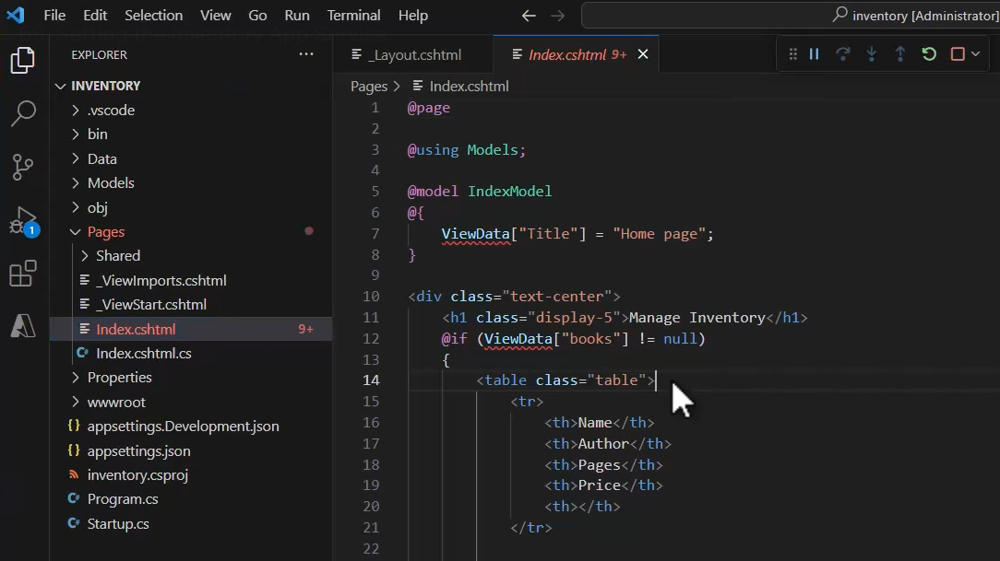 File Edit Selection View Go Run Terminal Help
inventory [Administrator]
EXPLORER
_Layout.cshtml
Index.cshtml 9+
INVENTORY
.vscode
bin
Data
Models
obj
Pages
Shared
_ViewImports.cshtml
_ViewStart.cshtml
Index.cshtml 9+
Index.cshtml.cs
Properties
wwwroot
{} appsettings.Development.json
{} appsettings.json
inventory.csproj
C# Program.cs
C# Startup.cs
1
Pages > Index.cshtml
1 @page
2
3 @using Models;
4
5 @model IndexModel
6 @{
7 ViewData["Title"] = "Home page";
8 }
9
10 <div class="text-center">
11 <h1 class="display-5">Manage Inventory</h1>
12 @if (ViewData["books"] != null)
13 {
14 <table class="table">
15 <tr>
16 <th>Name</th>
17 <th>Author</th>
18 <th>Pages</th>
19 <th>Price</th>
20 <th></th>
21 </tr>
22